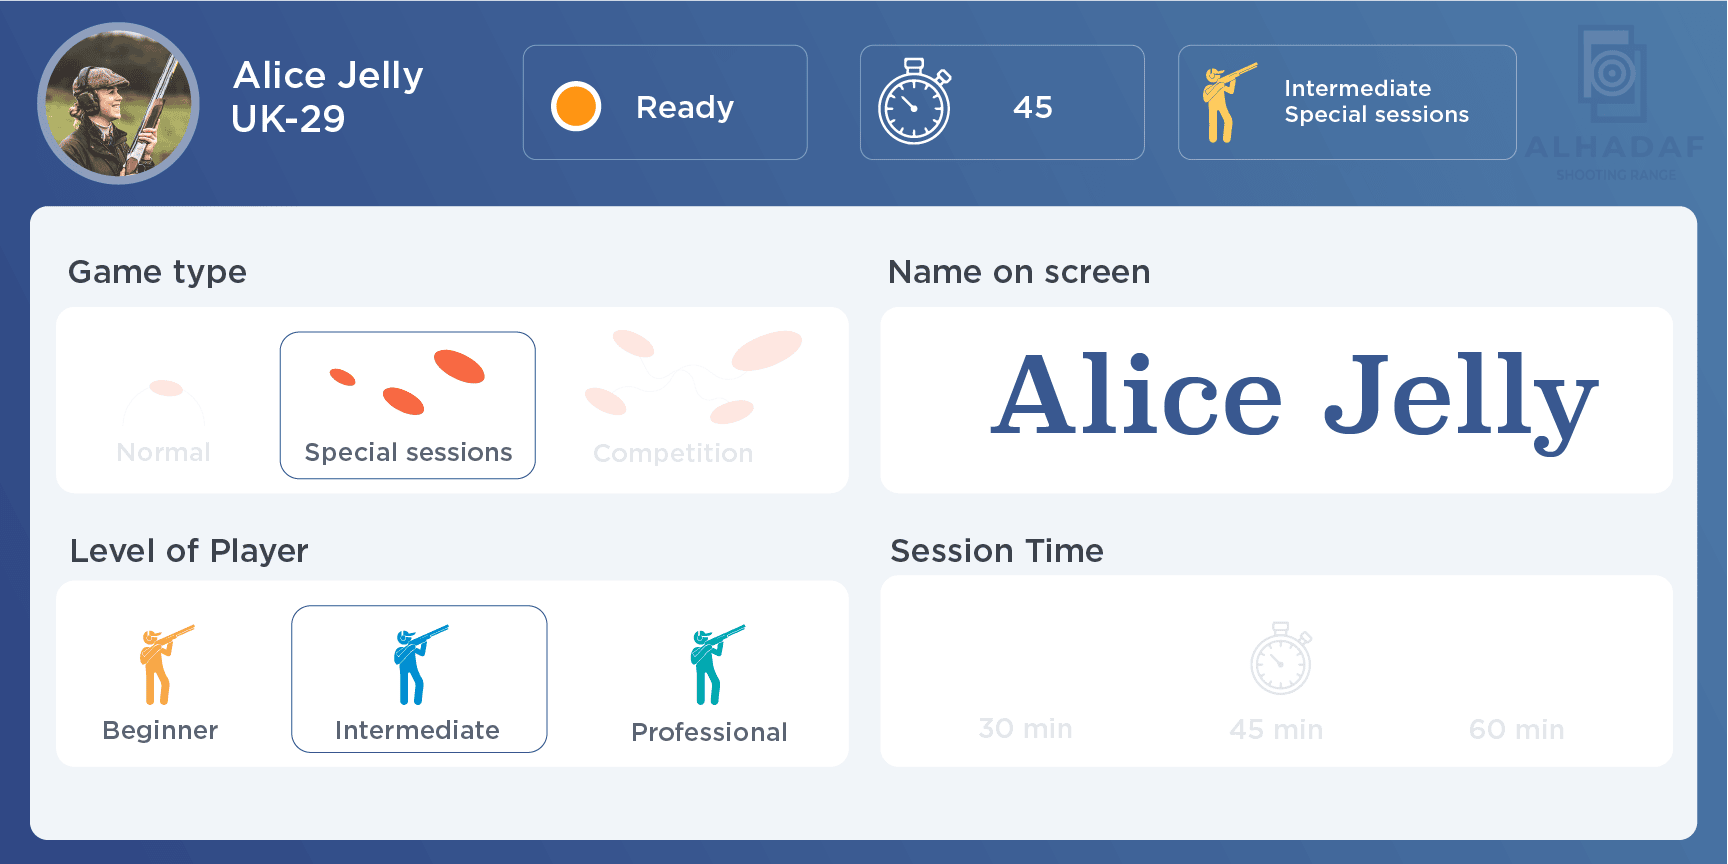 Alice Jelly
UK-29
Ready
45
Intermediate
Special sessions
ALHADAF
SHOOTING RANGE
Game type
Normal
Special sessions
Competition
Name on screen
Alice Jelly
Level of Player
Beginner
Intermediate
Professional
Session Time
30 min
45 min
60 min